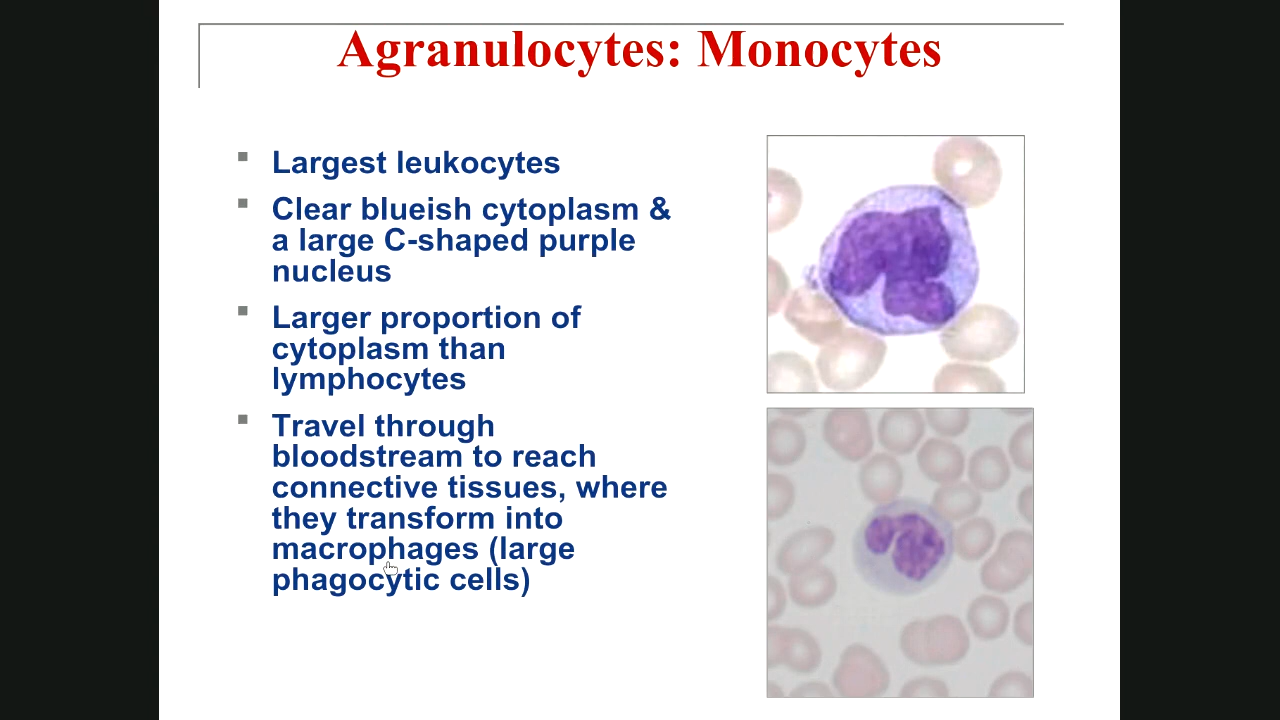 Agranulocytes: Monocytes
Largest leukocytes
Clear blueish cytoplasm &
a large C-shaped purple
nucleus
Larger proportion of
cytoplasm than
lymphocytes
Travel through
bloodstream to reach
connective tissues, where
they transform into
macrophages (large
phagocytic cells)